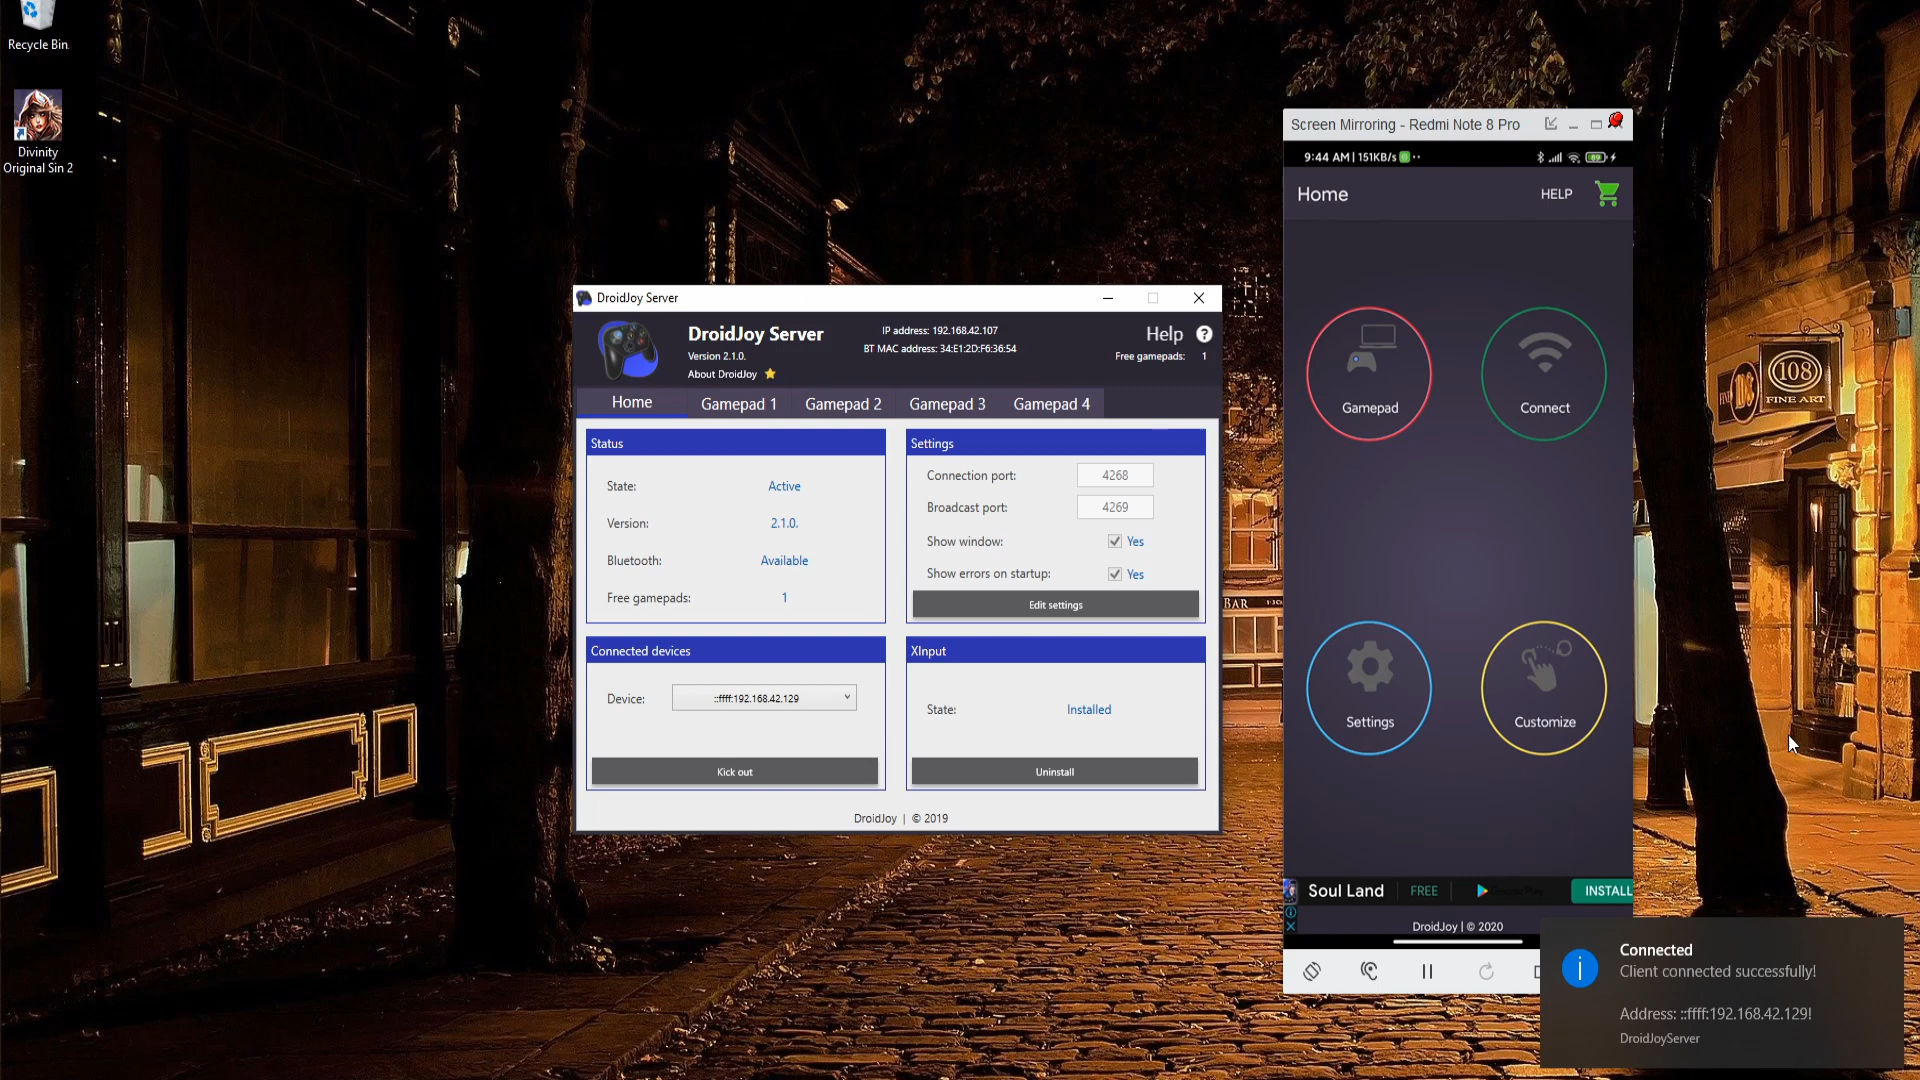 Recycle Bin
Divinity
Original Sin 2
DroidJoy Server
DroidJoy Server
Version 2.1.0.
About DroidJoy
IP address: 192.168.42.107
BT MAC address: 34:E1:2D:F6:36:54
Help ?
Free gamepads: 1
Home Gamepad 1 Gamepad 2 Gamepad 3 Gamepad 4
Status
State: Active
Version: 2.1.0.
Bluetooth: Available
Free gamepads: 1
Settings
Connection port: 4268
Broadcast port: 4269
Show window: Yes
Show errors on startup: Yes
Edit settings
Connected devices
Device: ::ffff:192.168.42.129
Kick out
XInput
State: Installed
Uninstall
DroidJoy | © 2019
Screen Mirroring - Redmi Note 8 Pro
9:44 AM | 151KB/s
Home HELP
Gamepad
Connect
Settings
Customize
Soul Land FREE INSTALL
DroidJoy | © 2020
Connected
Client connected successfully!
Address: ::ffff:192.168.42.129!
DroidJoyServer
108
FINE ART
BAR